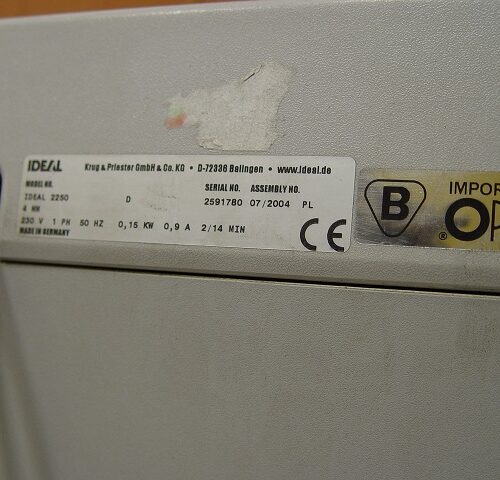 IDEAL Krug & Priester GmbH & Co. KG • D-72336 Balingen • www.ideal.de
MODEL NO. SERIAL NO. ASSEMBLY NO.
IDEAL 2250 D 2591780 07/2004 PL
4 MM
230 V 1 PH 50 HZ 0,15 KW 0,9 A 2/14 MIN
MADE IN GERMANY
CE
B
IMPOR
® OP